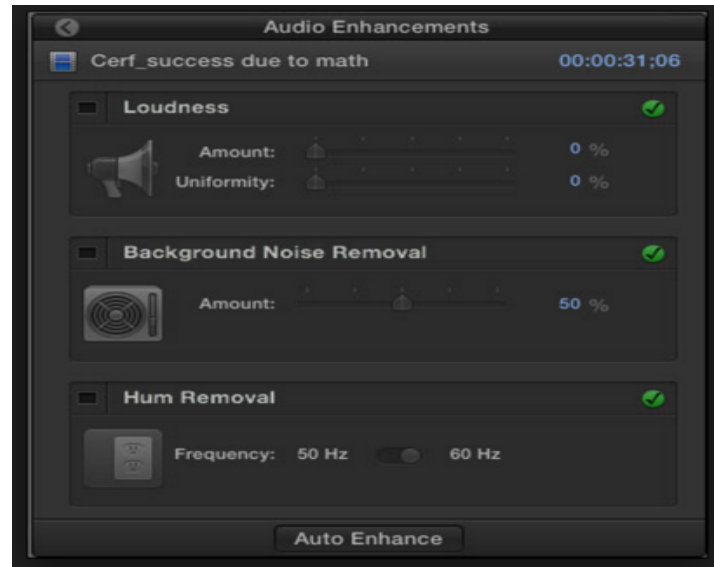 Audio Enhancements
Cerf_success due to math 00:00:31;06
Loudness
Amount: 0 %
Uniformity: 0 %
Background Noise Removal
Amount: 50 %
Hum Removal
Frequency: 50 Hz 60 Hz
Auto Enhance